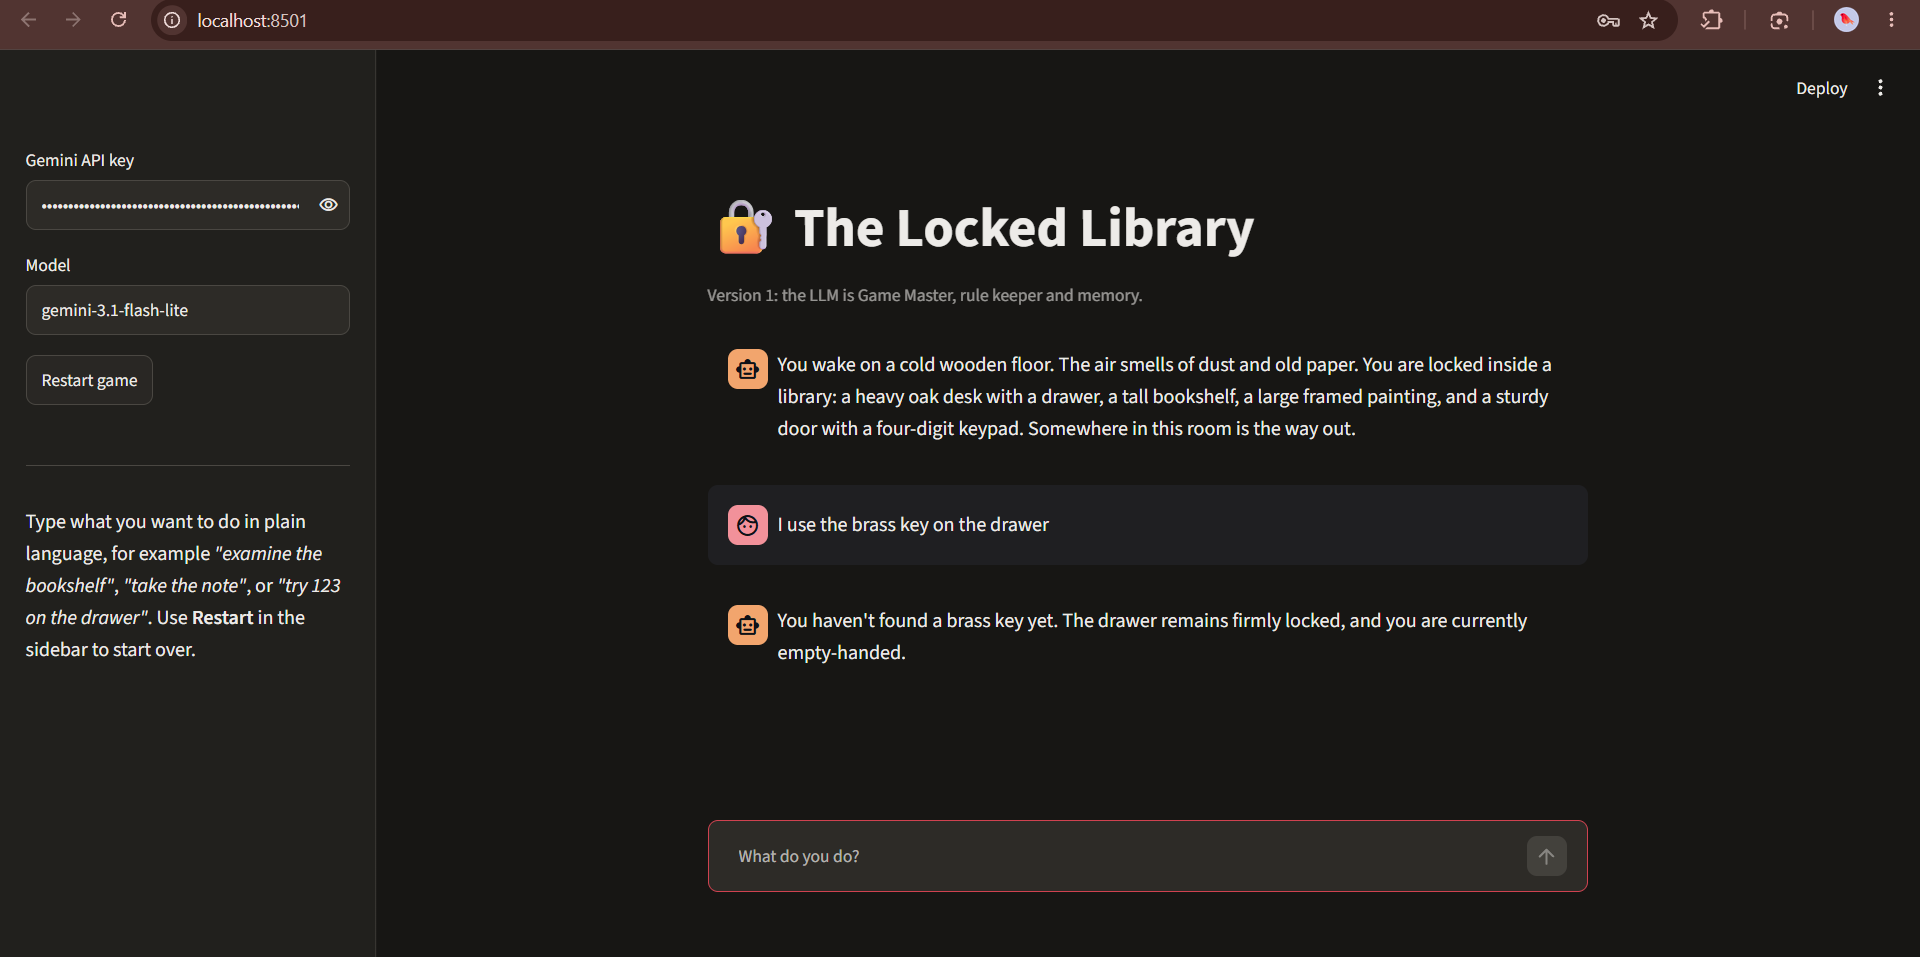 localhost:8501
Deploy
Gemini API key
Model
gemini-3.1-flash-lite
Restart game
Type what you want to do in plain
language, for example "examine the
bookshelf", "take the note", or "try 123
on the drawer". Use Restart in the
sidebar to start over.
The Locked Library
Version 1: the LLM is Game Master, rule keeper and memory.
You wake on a cold wooden floor. The air smells of dust and old paper. You are locked inside a
library: a heavy oak desk with a drawer, a tall bookshelf, a large framed painting, and a sturdy
door with a four-digit keypad. Somewhere in this room is the way out.
I use the brass key on the drawer
You haven't found a brass key yet. The drawer remains firmly locked, and you are currently
empty-handed.
What do you do?